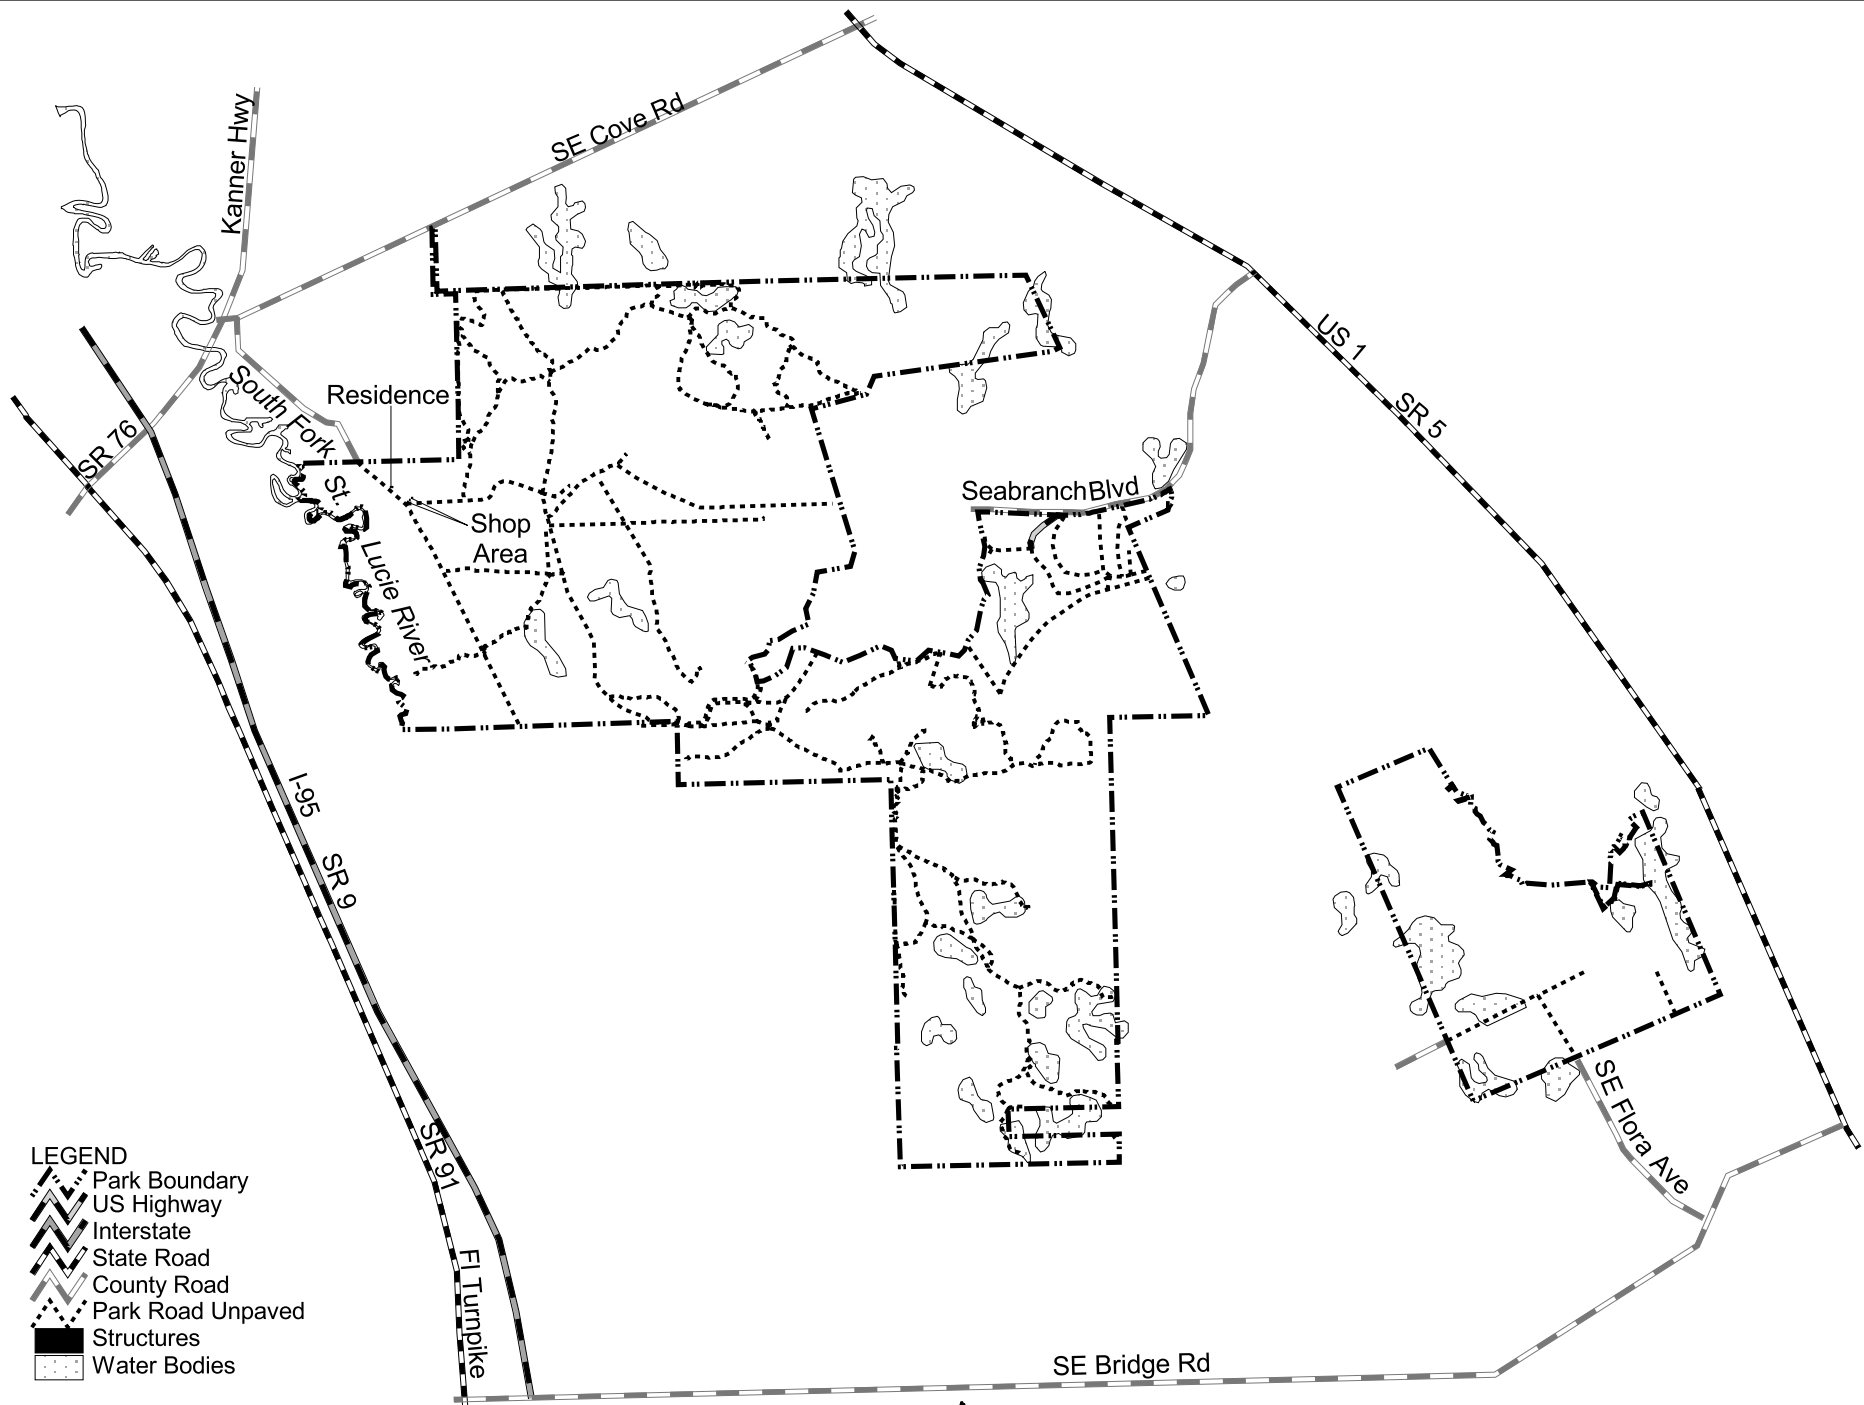 SE Cove Rd
Kanner Hwy
US 1
SR 5
South Fork
St. Lucie River
Residence
SR 76
Shop
Area
Seabranch Blvd
I-95
SR 9
SR 91
Fl Turnpike
SE Flora Ave
SE Bridge Rd
LEGEND
Park Boundary
US Highway
Interstate
State Road
County Road
Park Road Unpaved
Structures
Water Bodies